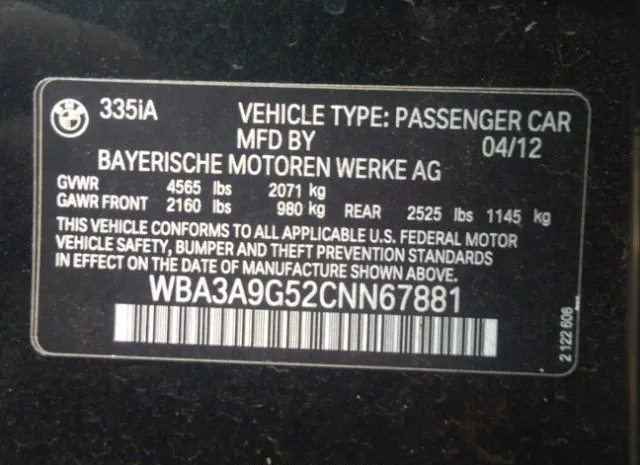 BMW
335iA
VEHICLE TYPE: PASSENGER CAR
MFD BY 04/12
BAYERISCHE MOTOREN WERKE AG
GVWR 4565 lbs 2071 kg
GAWR FRONT 2160 lbs 980 kg REAR 2525 lbs 1145 kg
THIS VEHICLE CONFORMS TO ALL APPLICABLE U.S. FEDERAL MOTOR
VEHICLE SAFETY, BUMPER AND THEFT PREVENTION STANDARDS
IN EFFECT ON THE DATE OF MANUFACTURE SHOWN ABOVE.
WBA3A9G52CNN67881
2 122 606